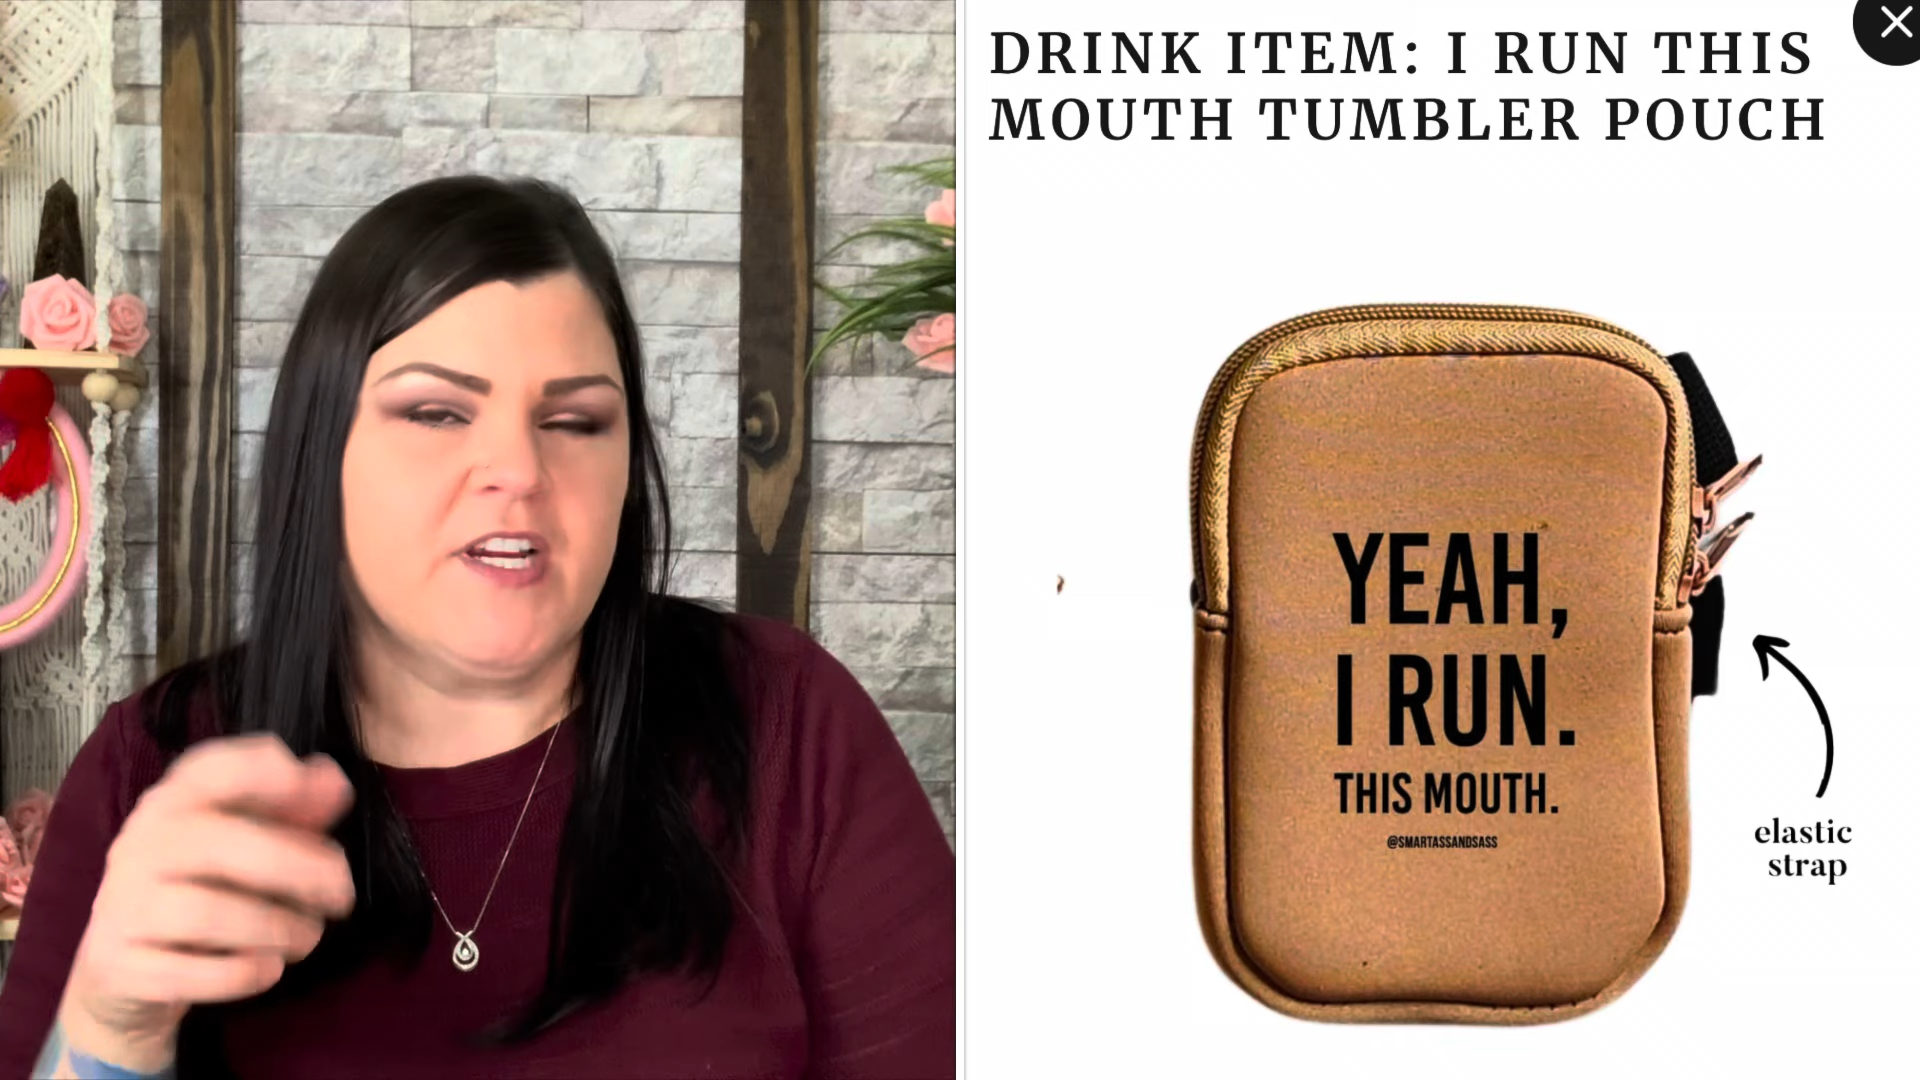 DRINK ITEM: I RUN THIS
MOUTH TUMBLER POUCH
YEAH,
I RUN.
THIS MOUTH.
@SMARTASSANDSASS
elastic
strap